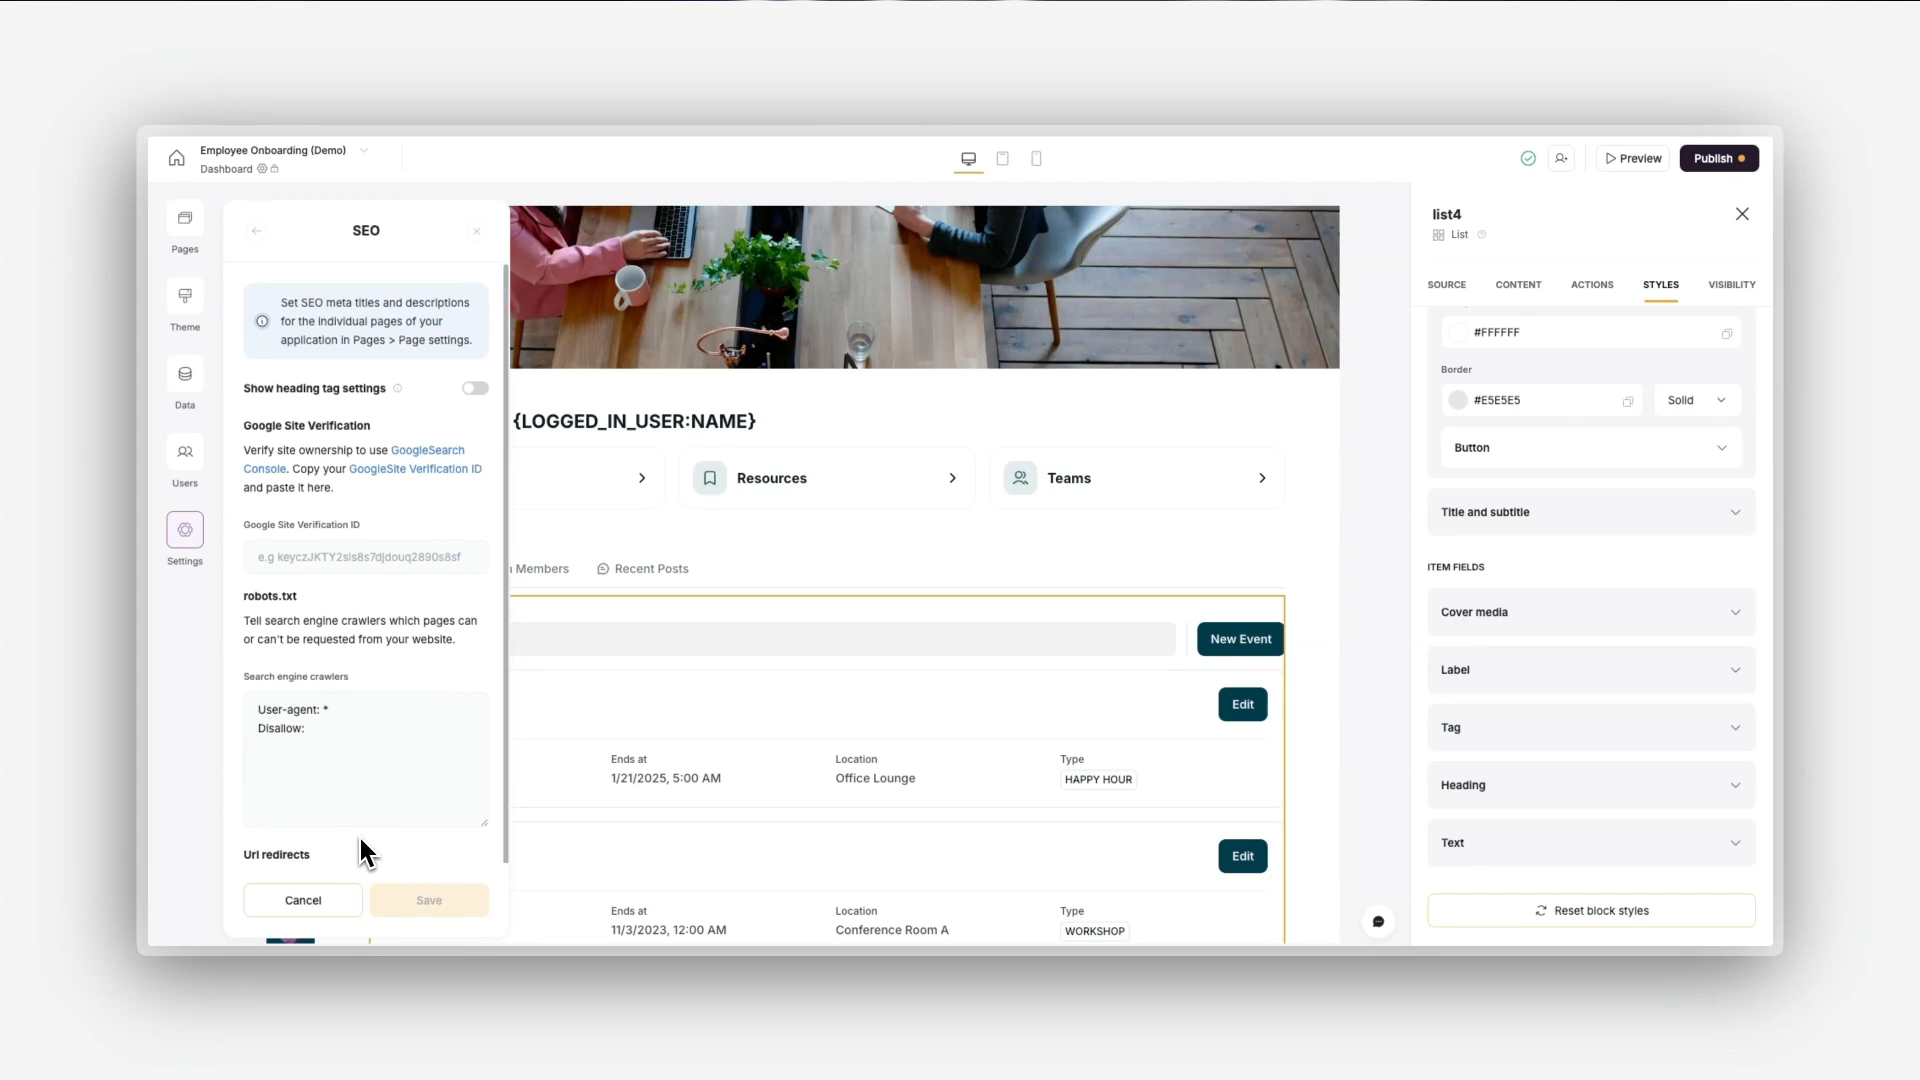 Employee Onboarding (Demo)
Dashboard
Preview
Publish
Pages
Theme
Data
Users
Settings
SEO
Set SEO meta titles and descriptions
for the individual pages of your
application in Pages > Page settings.
Show heading tag settings
Google Site Verification
Verify site ownership to use GoogleSearch
Console. Copy your GoogleSite Verification ID
and paste it here.
Google Site Verification ID
e.g keyczJKTY2sis8s7djdouq2890s8sf
robots.txt
Tell search engine crawlers which pages can
or can't be requested from your website.
Search engine crawlers
User-agent: *
Disallow:
Url redirects
Cancel
Save
{LOGGED_IN_USER:NAME}
Resources
Teams
Members
Recent Posts
New Event
Edit
Ends at
1/21/2025, 5:00 AM
Location
Office Lounge
Type
HAPPY HOUR
Edit
Ends at
11/3/2023, 12:00 AM
Location
Conference Room A
Type
WORKSHOP
list4
List
SOURCE
CONTENT
ACTIONS
STYLES
VISIBILITY
#FFFFFF
Border
#E5E5E5
Solid
Button
Title and subtitle
ITEM FIELDS
Cover media
Label
Tag
Heading
Text
Reset block styles